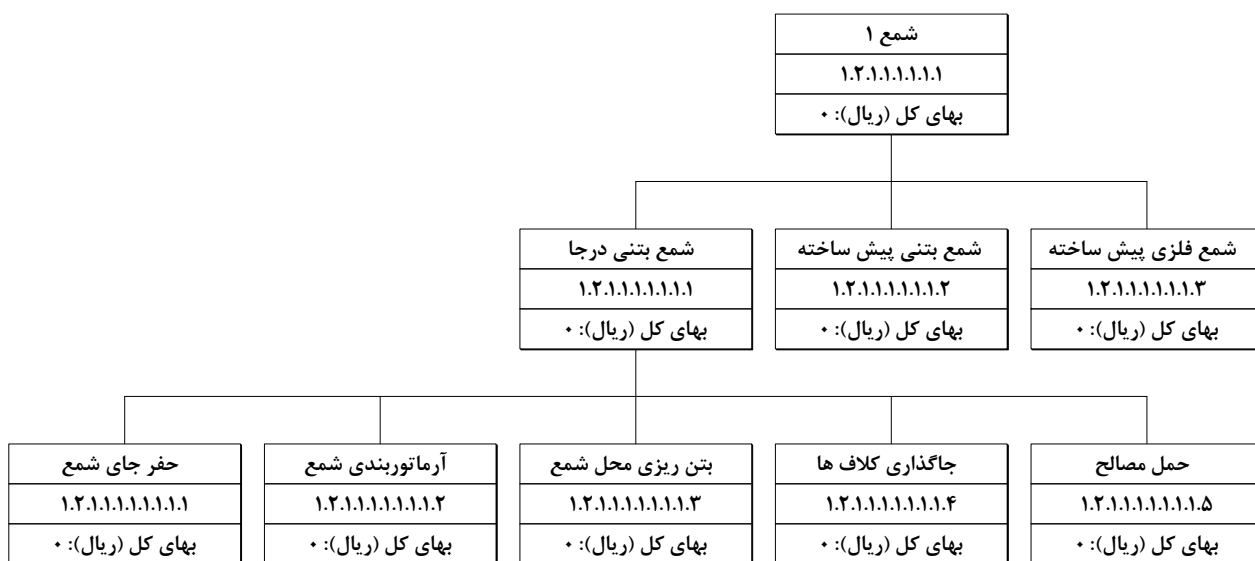 شمع ۱
۱.۲.۱.۱.۱.۱.۱.۱
بهای کل (ریال): ۰
شمع بتنی درجا
۱.۲.۱.۱.۱.۱.۱.۱.۱
بهای کل (ریال): ۰
شمع بتنی پیش ساخته
۱.۲.۱.۱.۱.۱.۱.۱.۲
بهای کل (ریال): ۰
شمع فلزی پیش ساخته
۱.۲.۱.۱.۱.۱.۱.۱.۳
بهای کل (ریال): ۰
حفر جای شمع
۱.۲.۱.۱.۱.۱.۱.۱.۱.۱
بهای کل (ریال): ۰
آرماتوربندی شمع
۱.۲.۱.۱.۱.۱.۱.۱.۱.۲
بهای کل (ریال): ۰
بتن ریزی محل شمع
۱.۲.۱.۱.۱.۱.۱.۱.۱.۳
بهای کل (ریال): ۰
جاگذاری کلاف ها
۱.۲.۱.۱.۱.۱.۱.۱.۱.۴
بهای کل (ریال): ۰
حمل مصالح
۱.۲.۱.۱.۱.۱.۱.۱.۱.۵
بهای کل (ریال): ۰